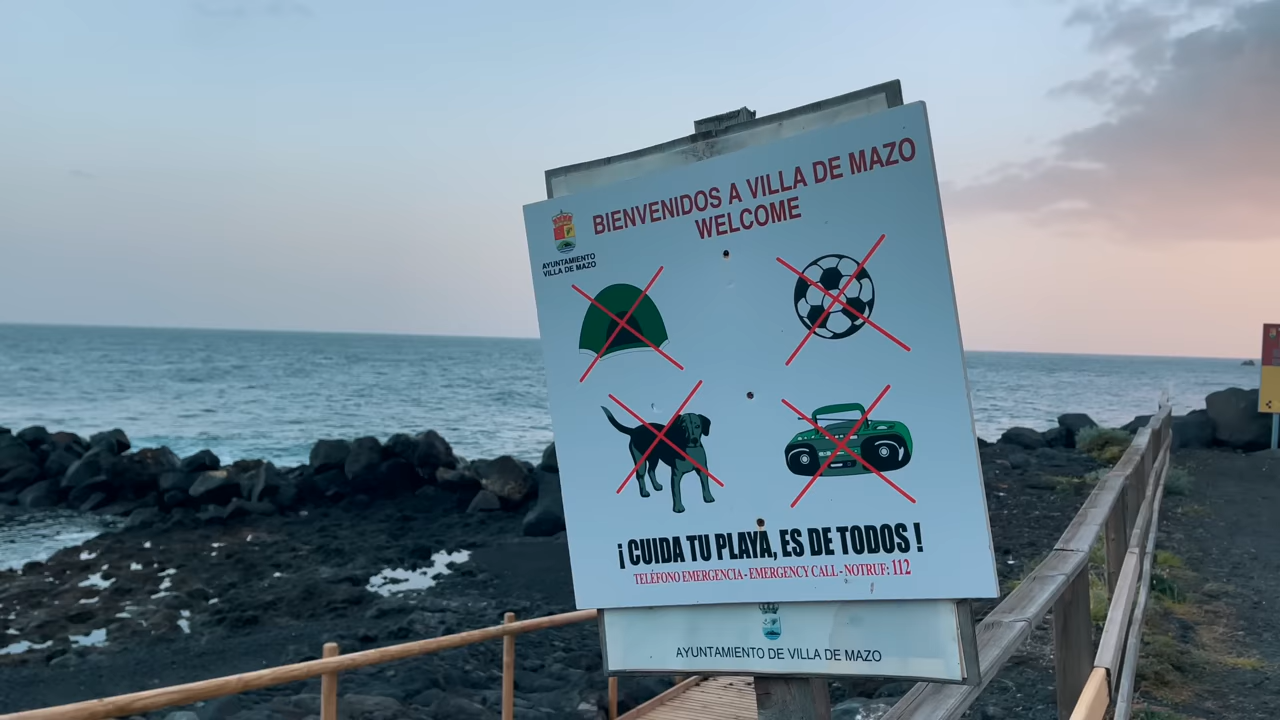 BIENVENIDOS A VILLA DE MAZO
WELCOME
AYUNTAMIENTO
VILLA DE MAZO
¡ CUIDA TU PLAYA, ES DE TODOS !
TELÉFONO EMERGENCIA - EMERGENCY CALL - NOTRUF: 112
AYUNTAMIENTO DE VILLA DE MAZO